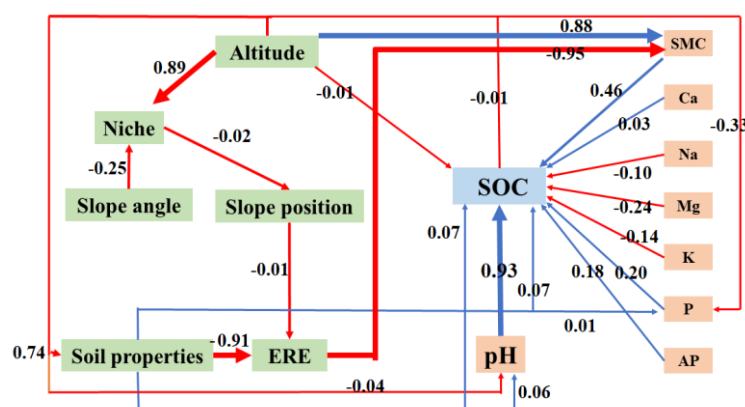 0.88
SMC
Altitude
-0.95
0.89
-0.01
-0.01
0.46
Ca
0.03
-0.33
Niche
-0.02
Na
-0.10
-0.25
SOC
Slope angle
Slope position
Mg
-0.24
-0.14
0.07
K
-0.01
0.93
0.18
0.20
0.07
P
0.01
0.74
Soil properties
-0.91
ERE
pH
AP
-0.04
0.06